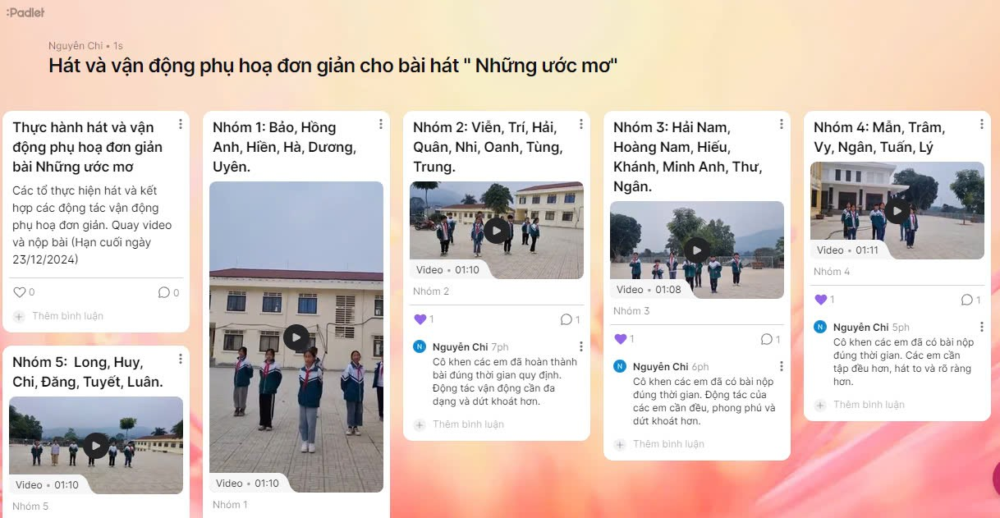 :Padlet
Nguyễn Chi • 1s
Hát và vận động phụ hoạ đơn giản cho bài hát " Những ước mơ"
Thực hành hát và vận
động phụ hoạ đơn giản
bài Những ước mơ
Các tổ thực hiện hát và kết
hợp các động tác vận động
phụ hoạ đơn giản. Quay video
và nộp bài (Hạn cuối ngày
23/12/2024)
0
0
Thêm bình luận
Nhóm 5: Long, Huy,
Chi, Đăng, Tuyết, Luân.
Video • 01:10
Nhóm 5
Nhóm 1: Bảo, Hồng
Anh, Hiền, Hà, Dương,
Uyên.
Video • 01:10
Nhóm 1
Nhóm 2: Viễn, Trí, Hải,
Quân, Nhi, Oanh, Tùng,
Trung.
Video • 01:10
Nhóm 2
1
1
N
Nguyễn Chi 7ph
Cô khen các em đã hoàn thành
bài đúng thời gian quy định.
Động tác vận động cần đa
dạng và dứt khoát hơn.
Thêm bình luận
Nhóm 3: Hải Nam,
Hoàng Nam, Hiếu,
Khánh, Minh Anh, Thư,
Ngân.
Video • 01:08
Nhóm 3
1
1
N
Nguyễn Chi 6ph
Cô khen các em đã có bài nộp
đúng thời gian. Động tác của
các em cần đều, phong phú và
dứt khoát hơn.
Thêm bình luận
Nhóm 4: Mẫn, Trâm,
Vy, Ngân, Tuấn, Lý
Video • 01:11
Nhóm 4
1
1
N
Nguyễn Chi 5ph
Cô khen các em đã có bài nộp
đúng thời gian. Các em cần
tập đều hơn, hát to và rõ ràng
hơn.
Thêm bình luận